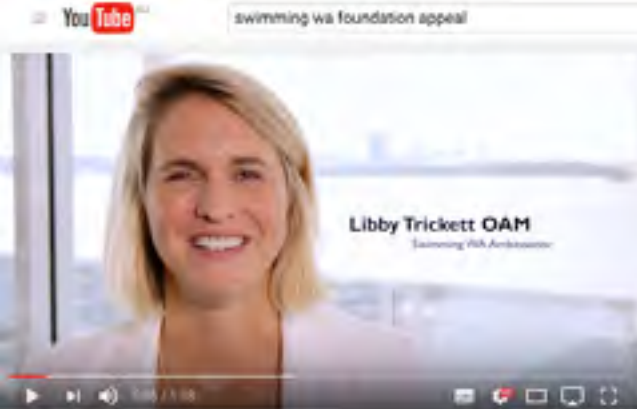 YouTube
swimming wa foundation appeal
Libby Trickett OAM
Swimming WA Ambassador